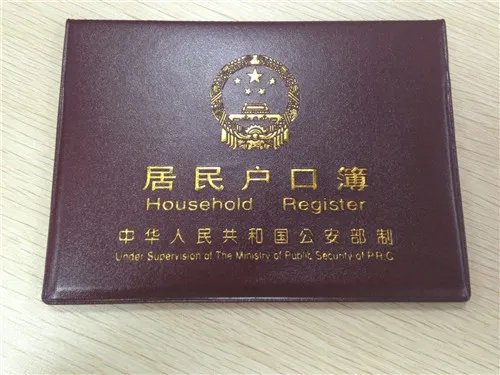 居民户口簿
Household Register
中华人民共和国公安部制
Under Supervision of The Ministry of Public Security of P.R.C